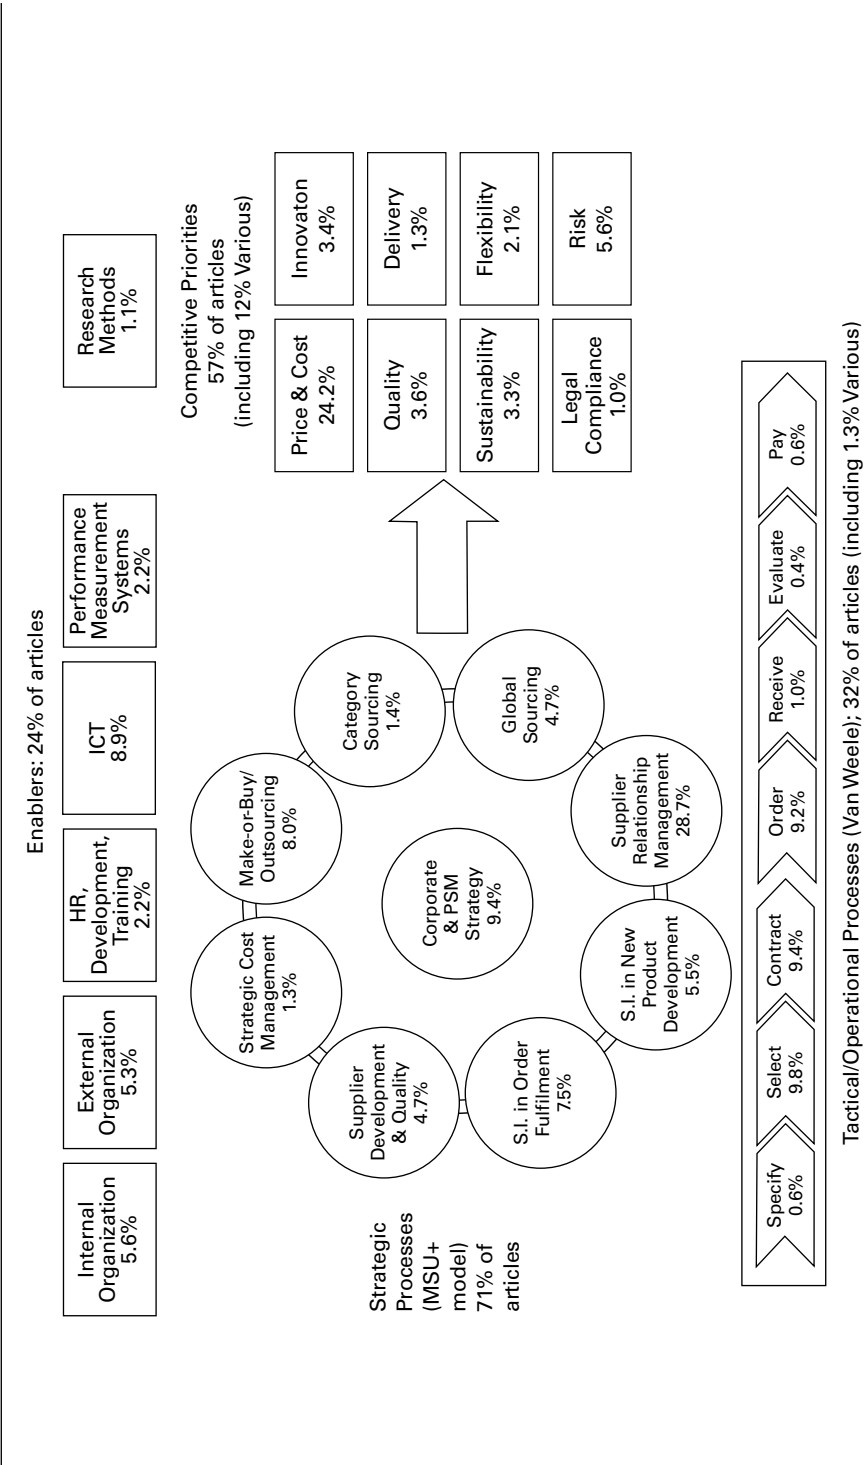 Enablers: 24% of articles
Internal
Organization
5.6%
External
Organization
5.3%
HR,
Development,
Training
2.2%
ICT
8.9%
Performance
Measurement
Systems
2.2%
Research
Methods
1.1%
Strategic
Processes
(MSU+
model)
71% of
articles
Strategic Cost
Management
1.3%
Make-or-Buy/
Outsourcing
8.0%
Category
Sourcing
1.4%
Global
Sourcing
4.7%
Supplier
Relationship
Management
28.7%
S.I. in New
Product
Development
5.5%
S.I. in Order
Fulfilment
7.5%
Supplier
Development
& Quality
4.7%
Corporate
& PSM
Strategy
9.4%
Competitive Priorities
57% of articles
(including 12% Various)
Price & Cost
24.2%
Innovaton
3.4%
Quality
3.6%
Delivery
1.3%
Sustainability
3.3%
Flexibility
2.1%
Legal
Compliance
1.0%
Risk
5.6%
Specify
0.6%
Select
9.8%
Contract
9.4%
Order
9.2%
Receive
1.0%
Evaluate
0.4%
Pay
0.6%
Tactical/Operational Processes (Van Weele); 32% of articles (including 1.3% Various)